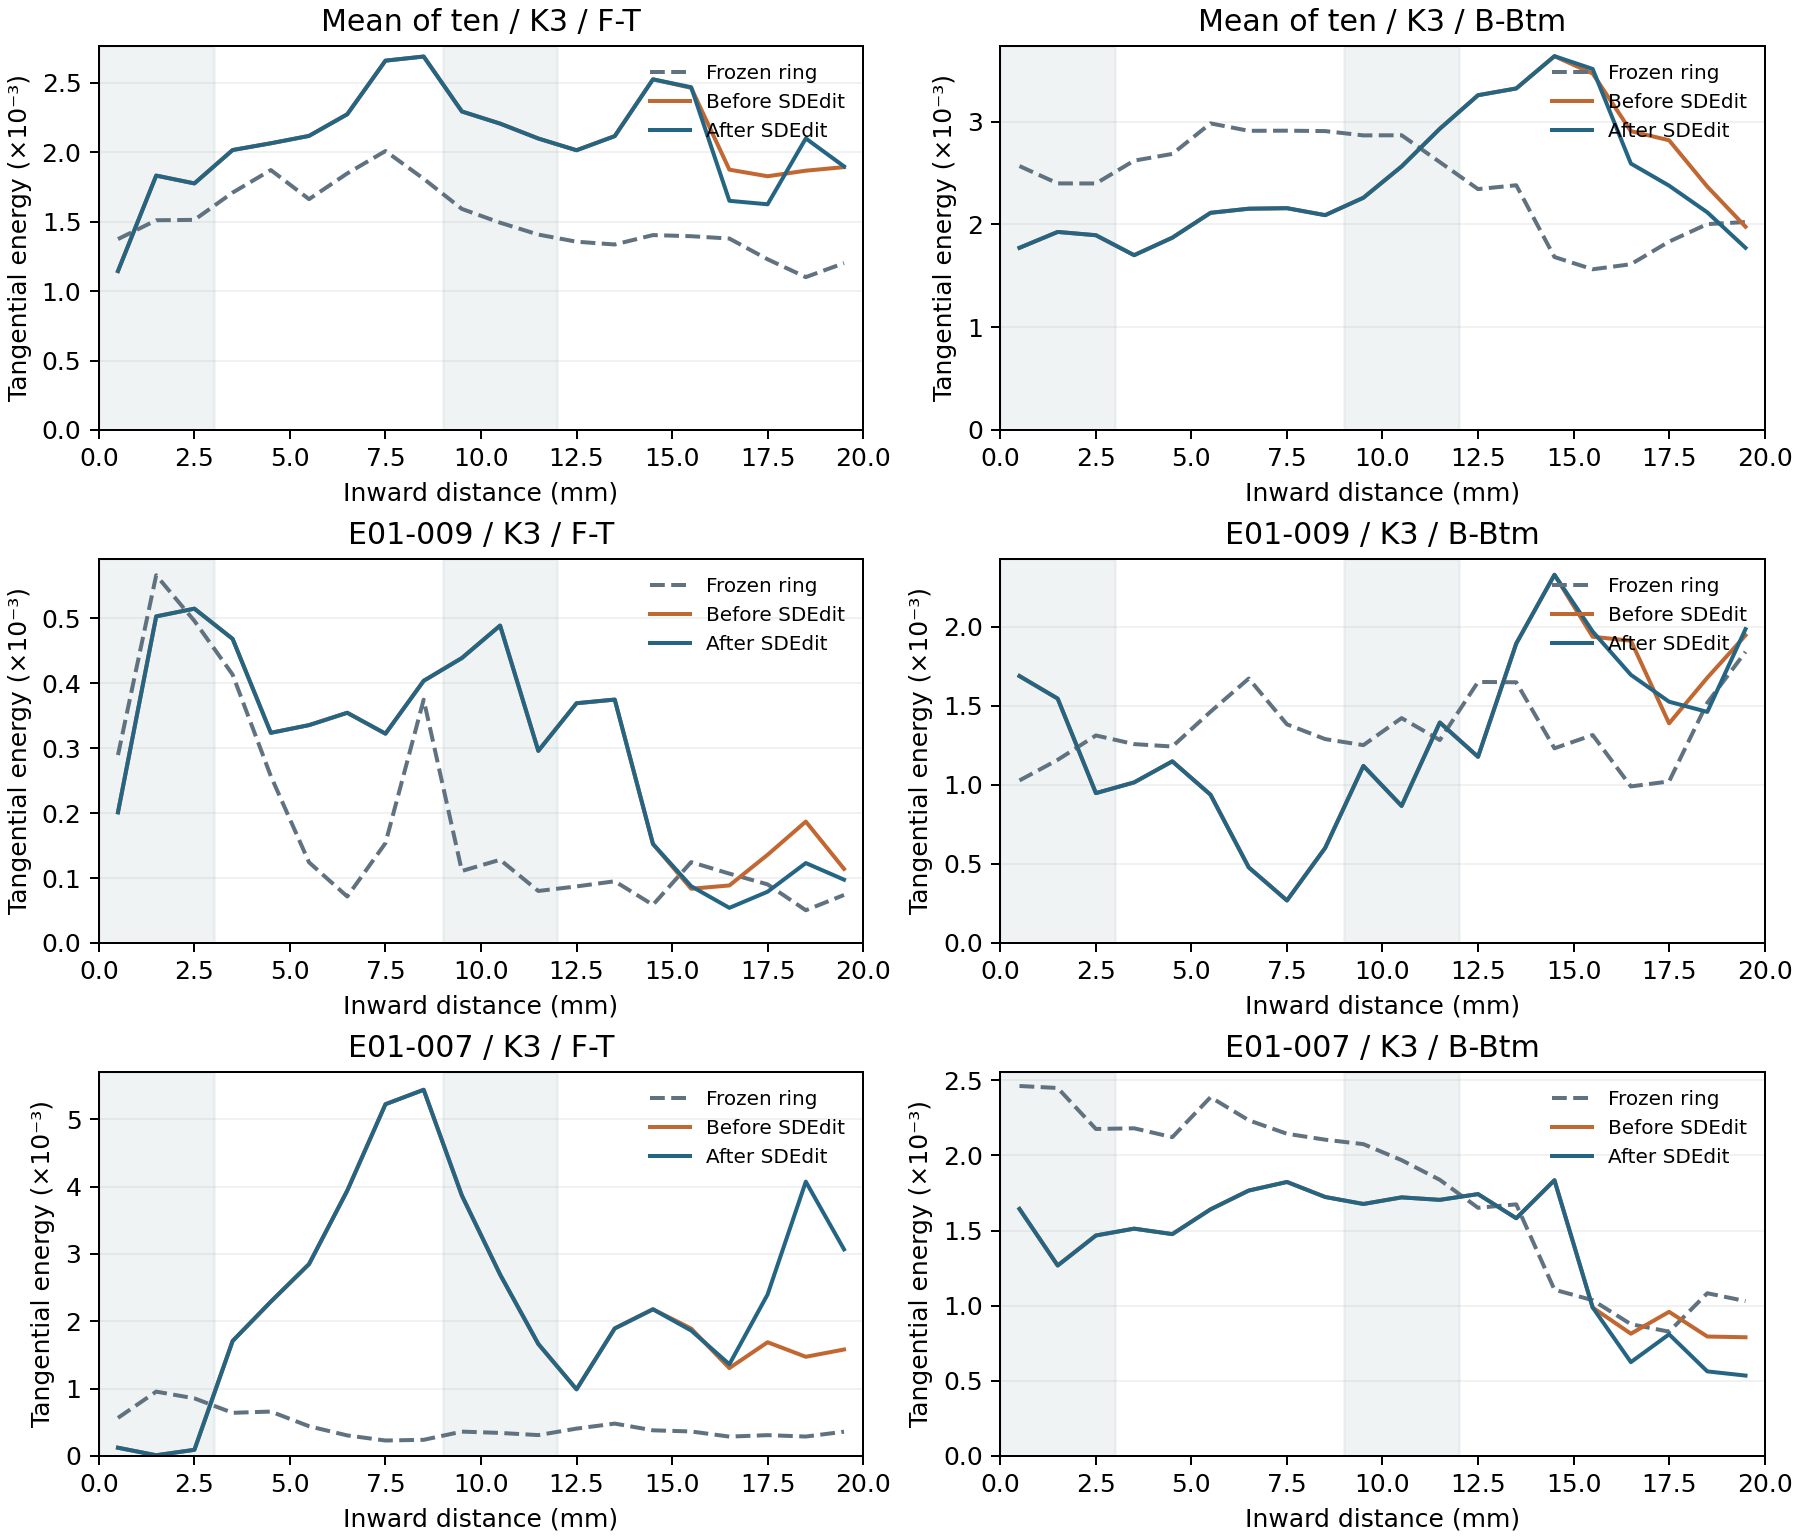 Mean of ten / K3 / F-T
Tangential energy (×10⁻³)
2.5
2.0
1.5
1.0
0.5
0.0
Frozen ring
Before SDEdit
After SDEdit
0.0 2.5 5.0 7.5 10.0 12.5 15.0 17.5 20.0
Inward distance (mm)
Mean of ten / K3 / B-Btm
Tangential energy (×10⁻³)
3
2
1
0
Frozen ring
Before SDEdit
After SDEdit
0.0 2.5 5.0 7.5 10.0 12.5 15.0 17.5 20.0
Inward distance (mm)
E01-009 / K3 / F-T
Tangential energy (×10⁻³)
0.5
0.4
0.3
0.2
0.1
0.0
Frozen ring
Before SDEdit
After SDEdit
0.0 2.5 5.0 7.5 10.0 12.5 15.0 17.5 20.0
Inward distance (mm)
E01-009 / K3 / B-Btm
Tangential energy (×10⁻³)
2.0
1.5
1.0
0.5
0.0
Frozen ring
Before SDEdit
After SDEdit
0.0 2.5 5.0 7.5 10.0 12.5 15.0 17.5 20.0
Inward distance (mm)
E01-007 / K3 / F-T
Tangential energy (×10⁻³)
5
4
3
2
1
0
Frozen ring
Before SDEdit
After SDEdit
0.0 2.5 5.0 7.5 10.0 12.5 15.0 17.5 20.0
Inward distance (mm)
E01-007 / K3 / B-Btm
Tangential energy (×10⁻³)
2.5
2.0
1.5
1.0
0.5
0.0
Frozen ring
Before SDEdit
After SDEdit
0.0 2.5 5.0 7.5 10.0 12.5 15.0 17.5 20.0
Inward distance (mm)